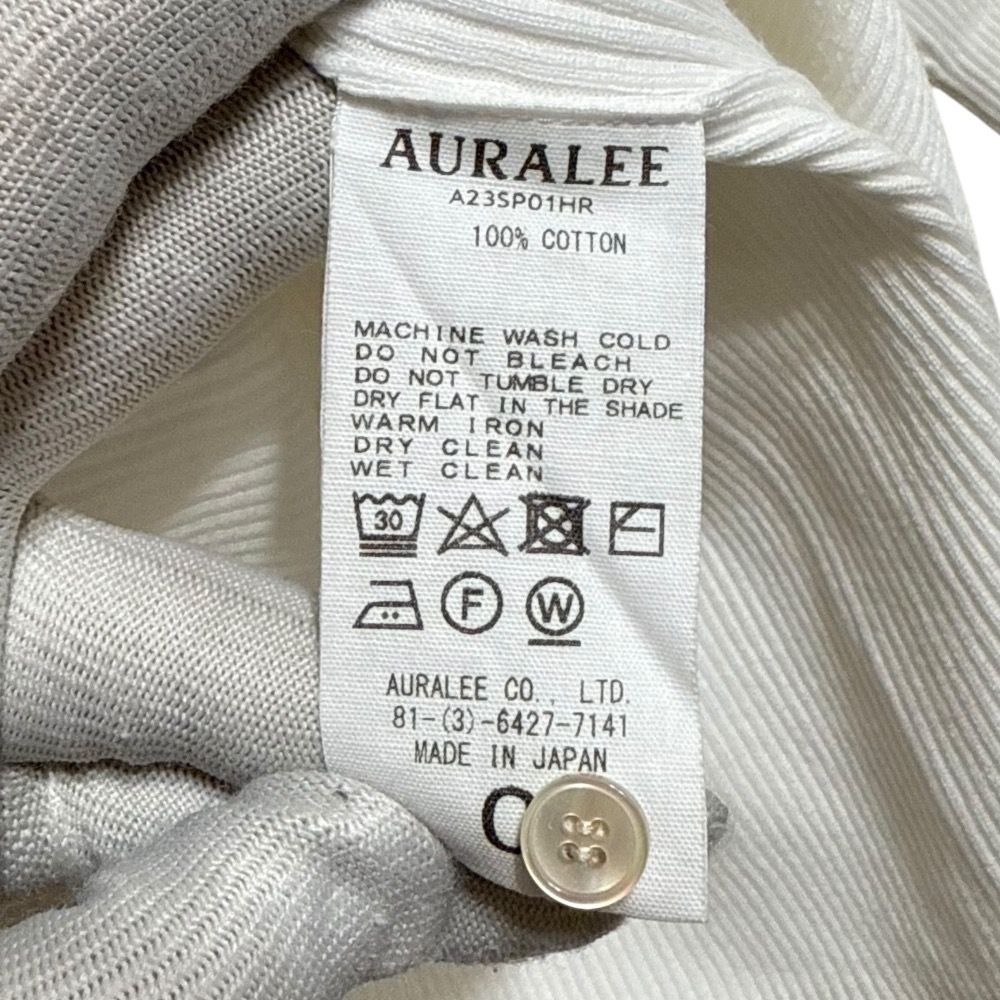 AURALEE
A23SP01HR
100% COTTON
MACHINE WASH COLD
DO NOT BLEACH
DO NOT TUMBLE DRY
DRY FLAT IN THE SHADE
WARM IRON
DRY CLEAN
WET CLEAN
30
F W
AURALEE CO., LTD.
81-(3)-6427-7141
MADE IN JAPAN